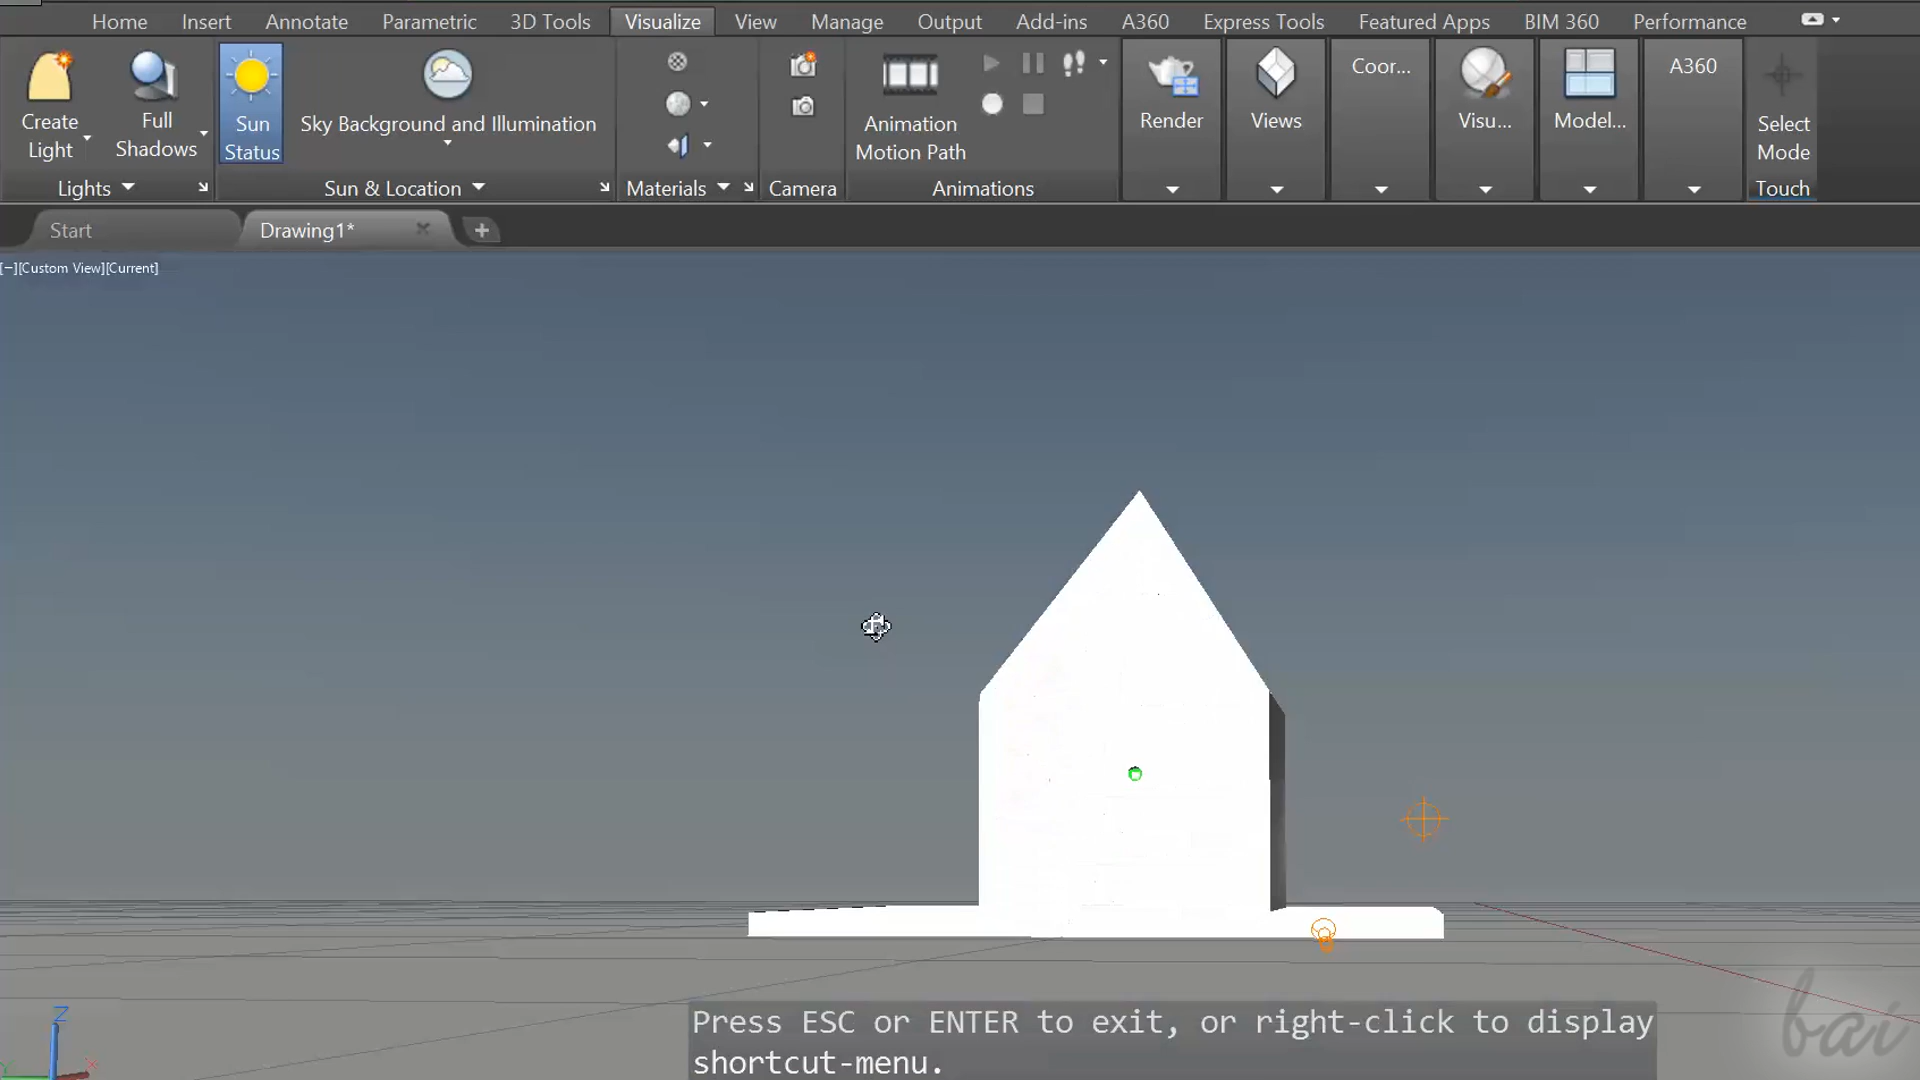 Home Insert Annotate Parametric 3D Tools Visualize View Manage Output Add-ins A360 Express Tools Featured Apps BIM 360 Performance
Create Light
Full Shadows
Sun Status
Sky Background and Illumination
Animation Motion Path
Render
Views
Coor...
Visu...
Model...
A360
Select Mode
Lights Sun & Location Materials Camera Animations Touch
Start Drawing1*
[−][Custom View][Current]
Z
X
Y
Press ESC or ENTER to exit, or right-click to display
shortcut-menu.
bai